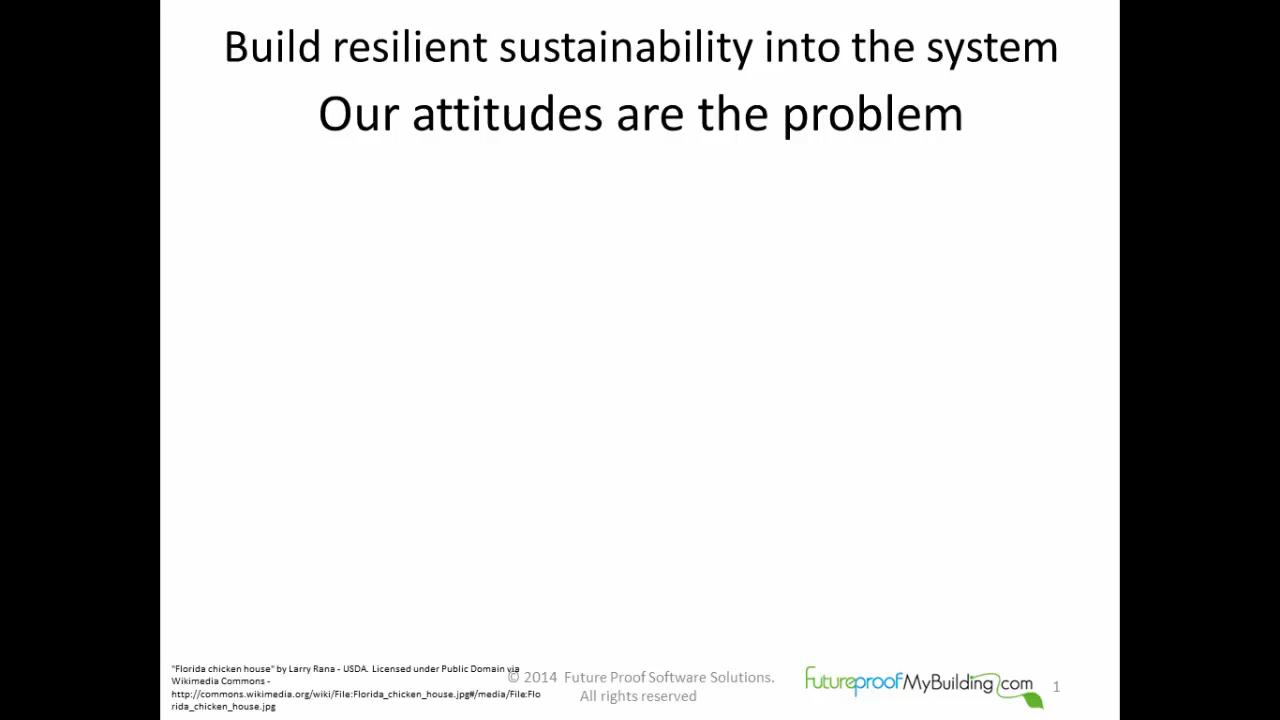 Build resilient sustainability into the system
Our attitudes are the problem
"Florida chicken house" by Larry Rana - USDA. Licensed under Public Domain via
Wikimedia Commons -
http://commons.wikimedia.org/wiki/File:Florida_chicken_house.jpg#/media/File:Flo
rida_chicken_house.jpg
© 2014 Future Proof Software Solutions.
All rights reserved
futureproofMyBuilding.com
1